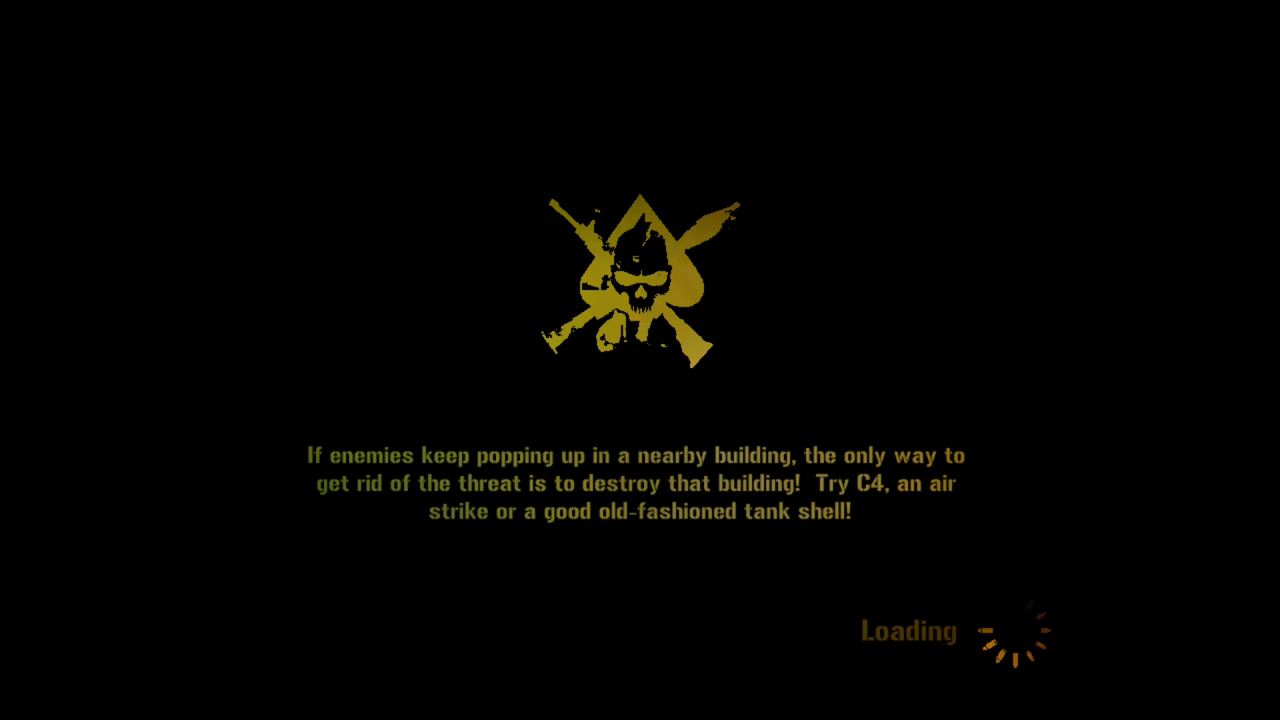 If enemies keep popping up in a nearby building, the only way to
get rid of the threat is to destroy that building!  Try C4, an air
strike or a good old-fashioned tank shell!
Loading